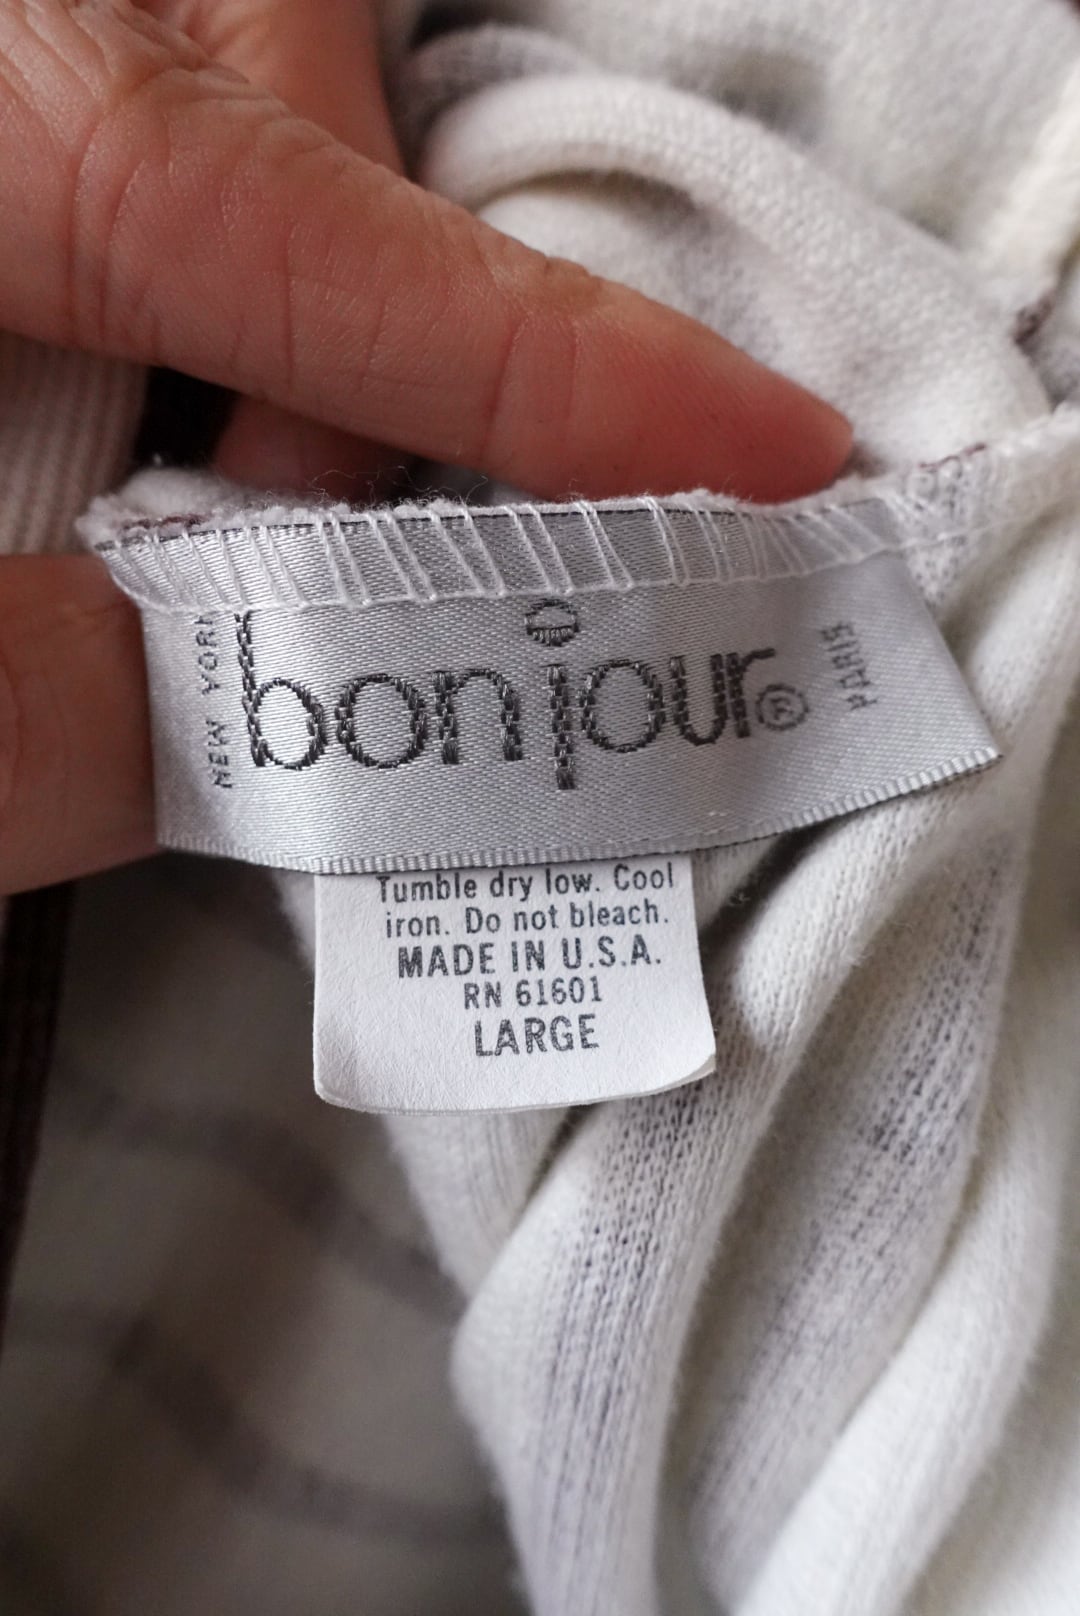 NEW YORK
bonjour®
PARIS
Tumble dry low. Cool
iron. Do not bleach.
MADE IN U.S.A.
RN 61601
LARGE